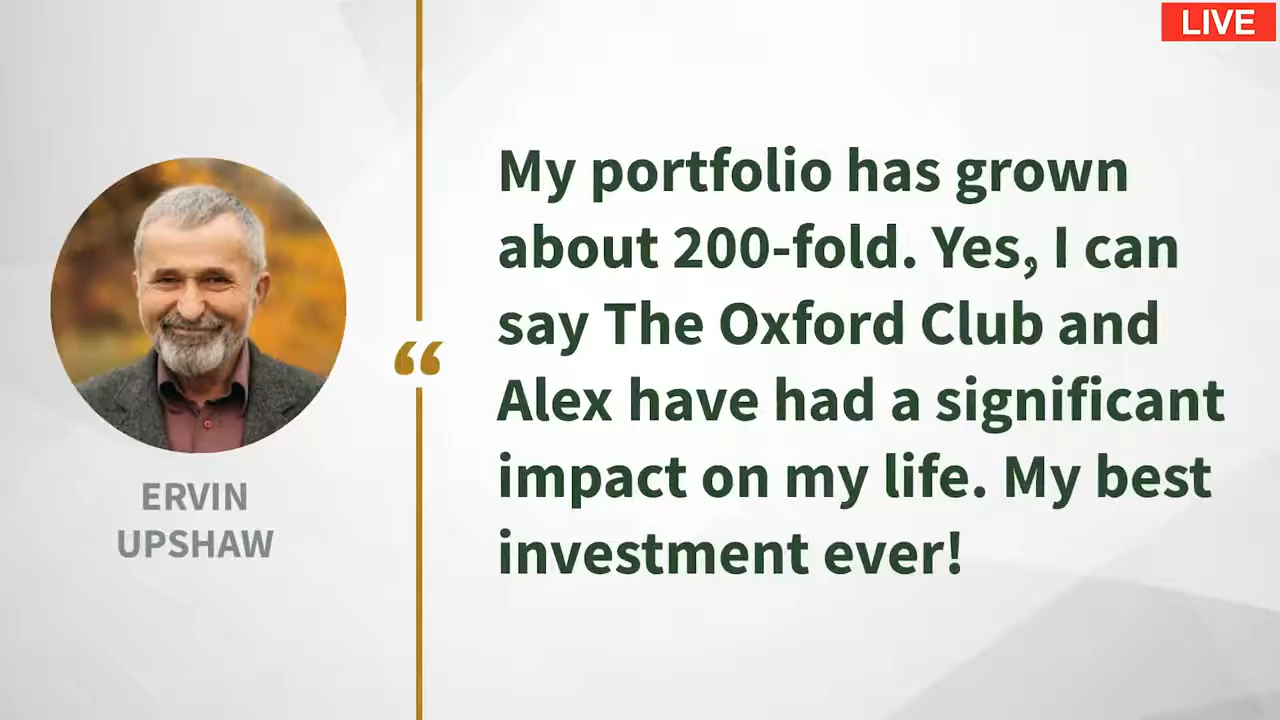 LIVE
ERVIN
UPSHAW
“
My portfolio has grown
about 200-fold. Yes, I can
say The Oxford Club and
Alex have had a significant
impact on my life. My best
investment ever!